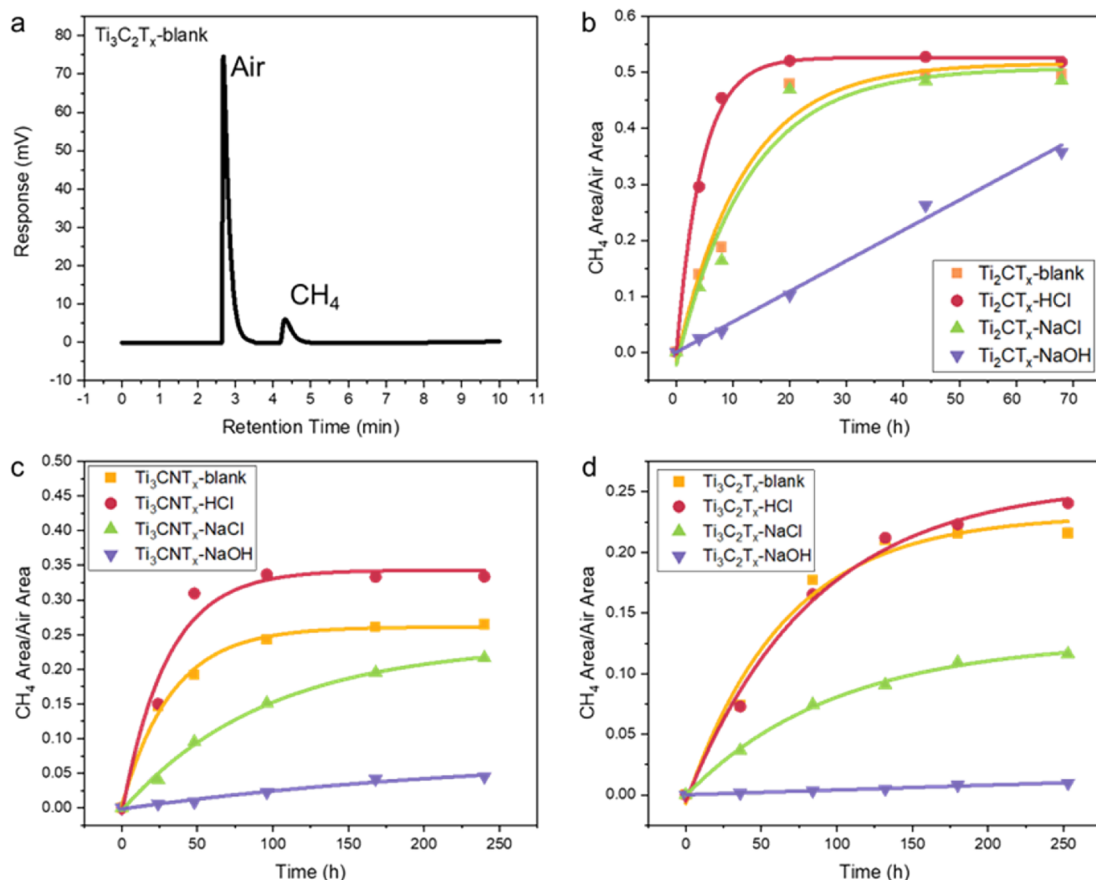 a
Ti₃C₂Tₓ-blank
Air
CH₄
Response (mV)
80
70
60
50
40
30
20
10
0
-10
-1 0 1 2 3 4 5 6 7 8 9 10 11
Retention Time (min)
b
CH₄ Area/Air Area
0.6
0.5
0.4
0.3
0.2
0.1
0.0
Ti₂CTₓ-blank
Ti₂CTₓ-HCl
Ti₂CTₓ-NaCl
Ti₂CTₓ-NaOH
0 10 20 30 40 50 60 70 80
Time (h)
c
CH₄ Area/Air Area
0.50
0.45
0.40
0.35
0.30
0.25
0.20
0.15
0.10
0.05
0.00
Ti₃CNTₓ-blank
Ti₃CNTₓ-HCl
Ti₃CNTₓ-NaCl
Ti₃CNTₓ-NaOH
0 50 100 150 200 250
Time (h)
d
CH₄ Area/Air Area
0.25
0.20
0.15
0.10
0.05
0.00
Ti₃C₂Tₓ-blank
Ti₃C₂Tₓ-HCl
Ti₃C₂Tₓ-NaCl
Ti₃C₂Tₓ-NaOH
0 50 100 150 200 250
Time (h)